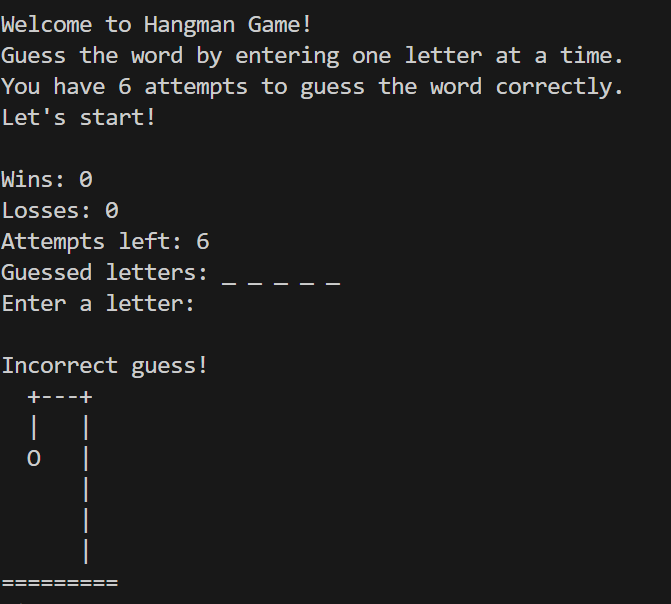 Welcome to Hangman Game!
Guess the word by entering one letter at a time.
You have 6 attempts to guess the word correctly.
Let's start!

Wins: 0
Losses: 0
Attempts left: 6
Guessed letters: _ _ _ _ _
Enter a letter:

Incorrect guess!
  +---+
  |   |
  O   |
      |
      |
      |
=========